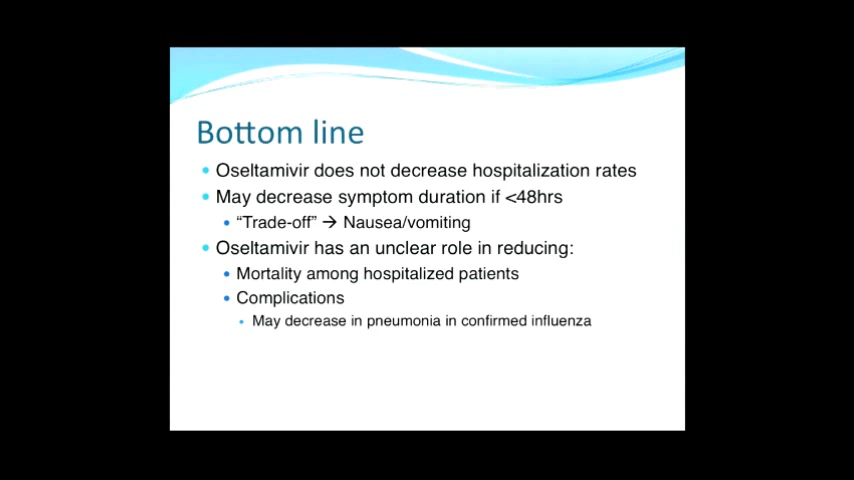 Bottom line
Oseltamivir does not decrease hospitalization rates
May decrease symptom duration if <48hrs
“Trade-off” → Nausea/vomiting
Oseltamivir has an unclear role in reducing:
Mortality among hospitalized patients
Complications
May decrease in pneumonia in confirmed influenza